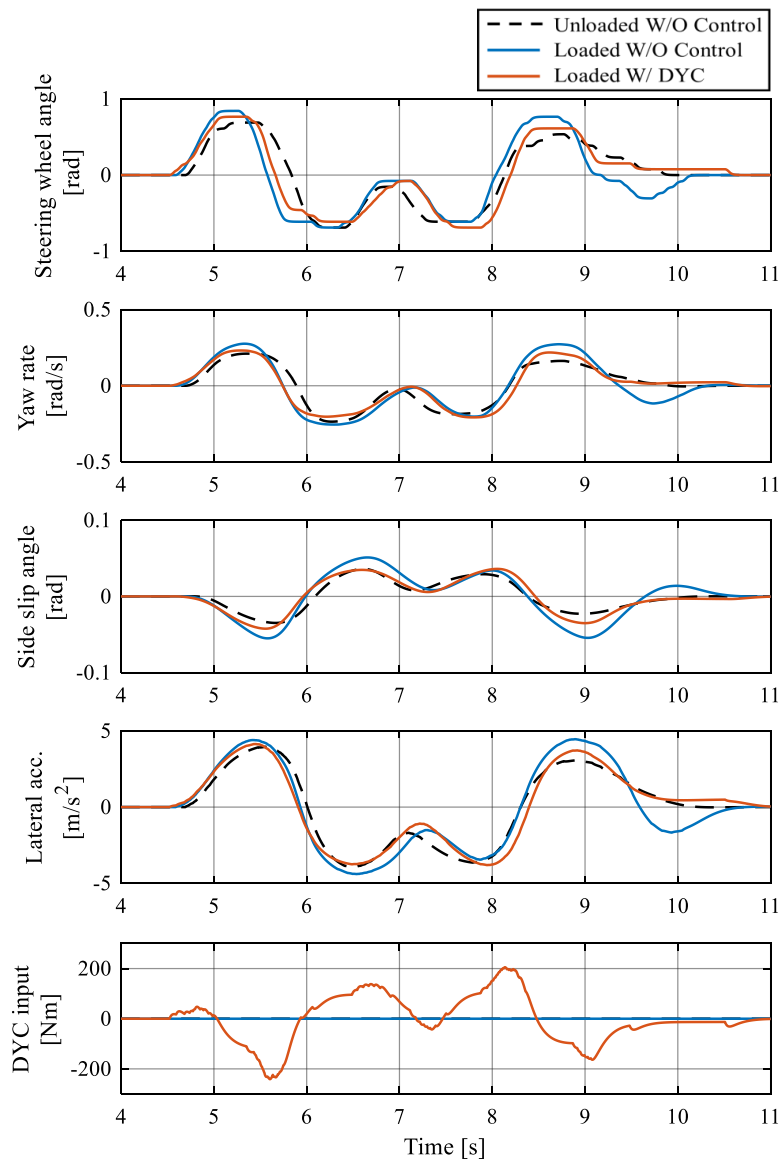 Unloaded W/O Control
Loaded W/O Control
Loaded W/ DYC
Steering wheel angle
[rad]
1
0
-1
4 5 6 7 8 9 10 11
Yaw rate
[rad/s]
0.5
0
-0.5
4 5 6 7 8 9 10 11
Side slip angle
[rad]
0.1
0
-0.1
4 5 6 7 8 9 10 11
Lateral acc.
[m/s²]
5
0
-5
4 5 6 7 8 9 10 11
DYC input
[Nm]
200
0
-200
4 5 6 7 8 9 10 11
Time [s]